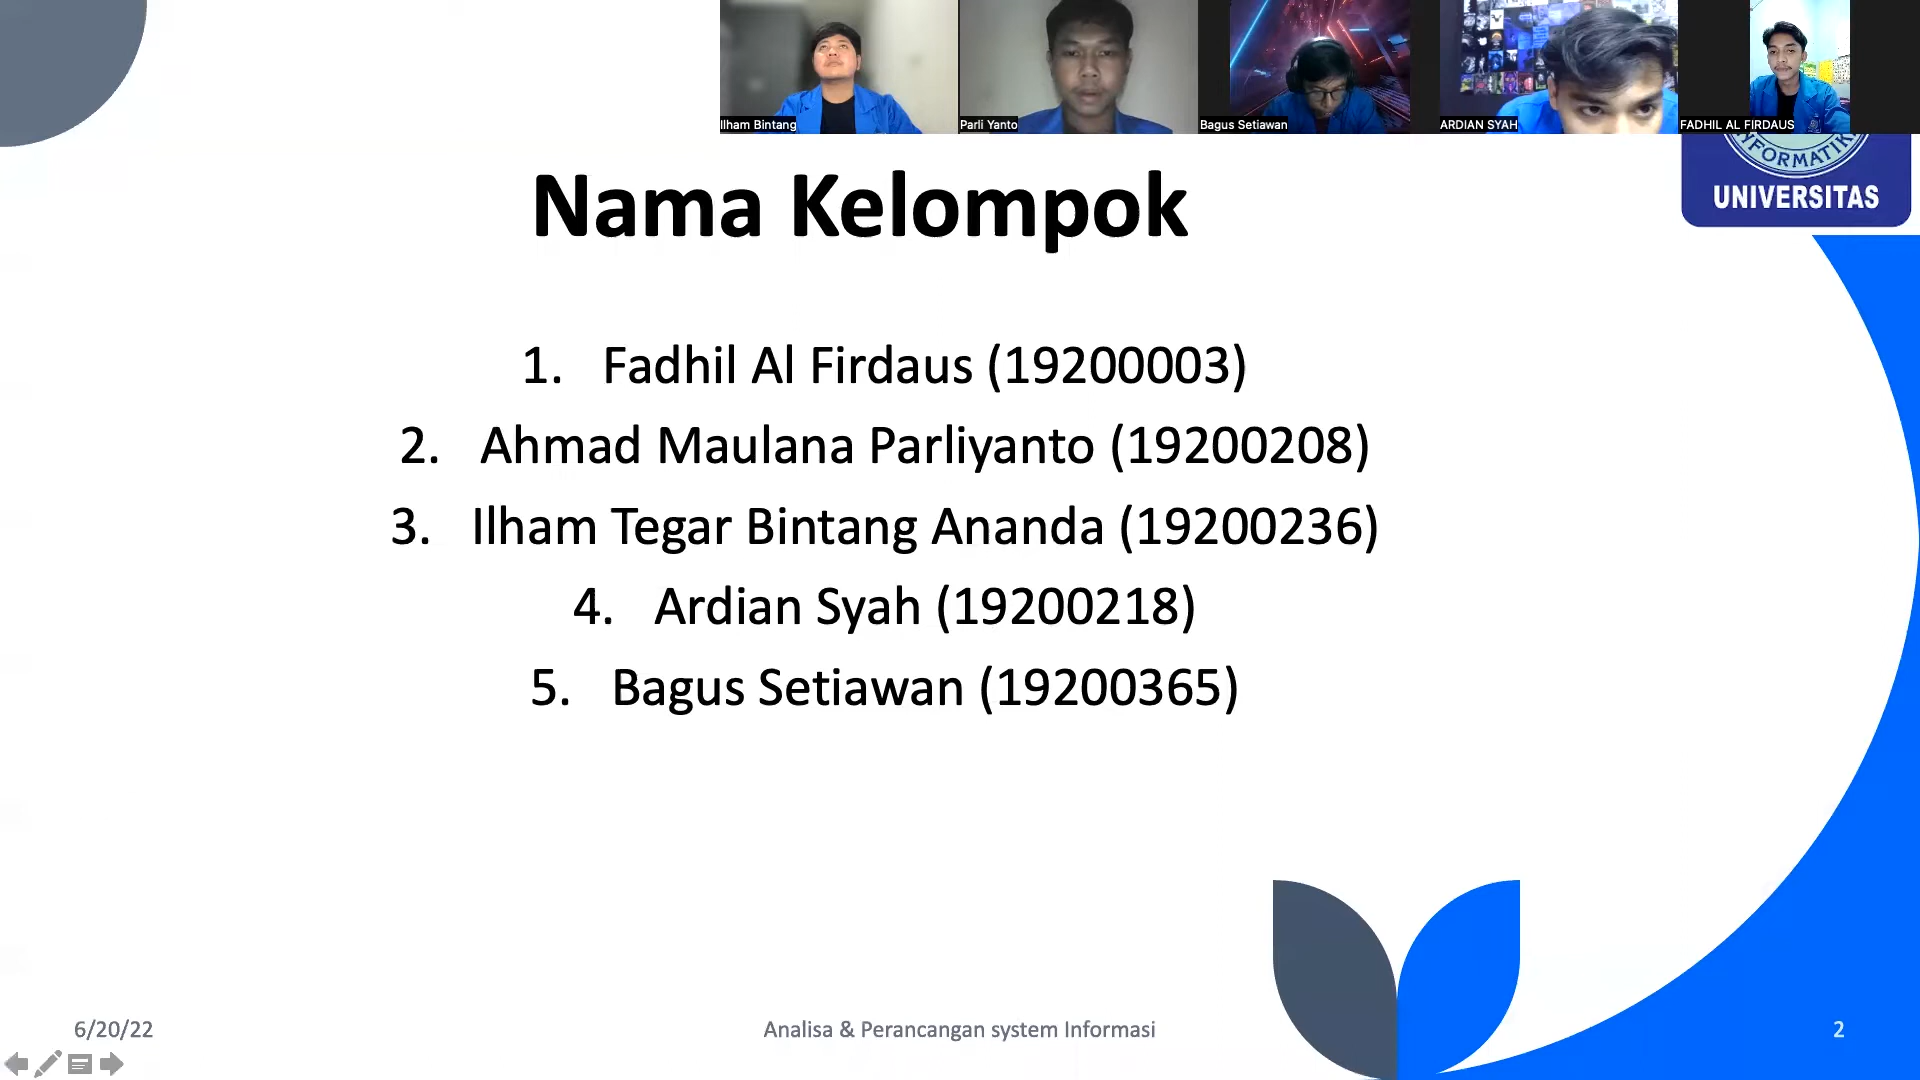 Ilham Bintang
Parli Yanto
Bagus Setiawan
ARDIAN SYAH
FADHIL AL FIRDAUS
UNIVERSITAS
Nama Kelompok
1. Fadhil Al Firdaus (19200003)
2. Ahmad Maulana Parliyanto (19200208)
3. Ilham Tegar Bintang Ananda (19200236)
4. Ardian Syah (19200218)
5. Bagus Setiawan (19200365)
6/20/22
Analisa & Perancangan system Informasi
2